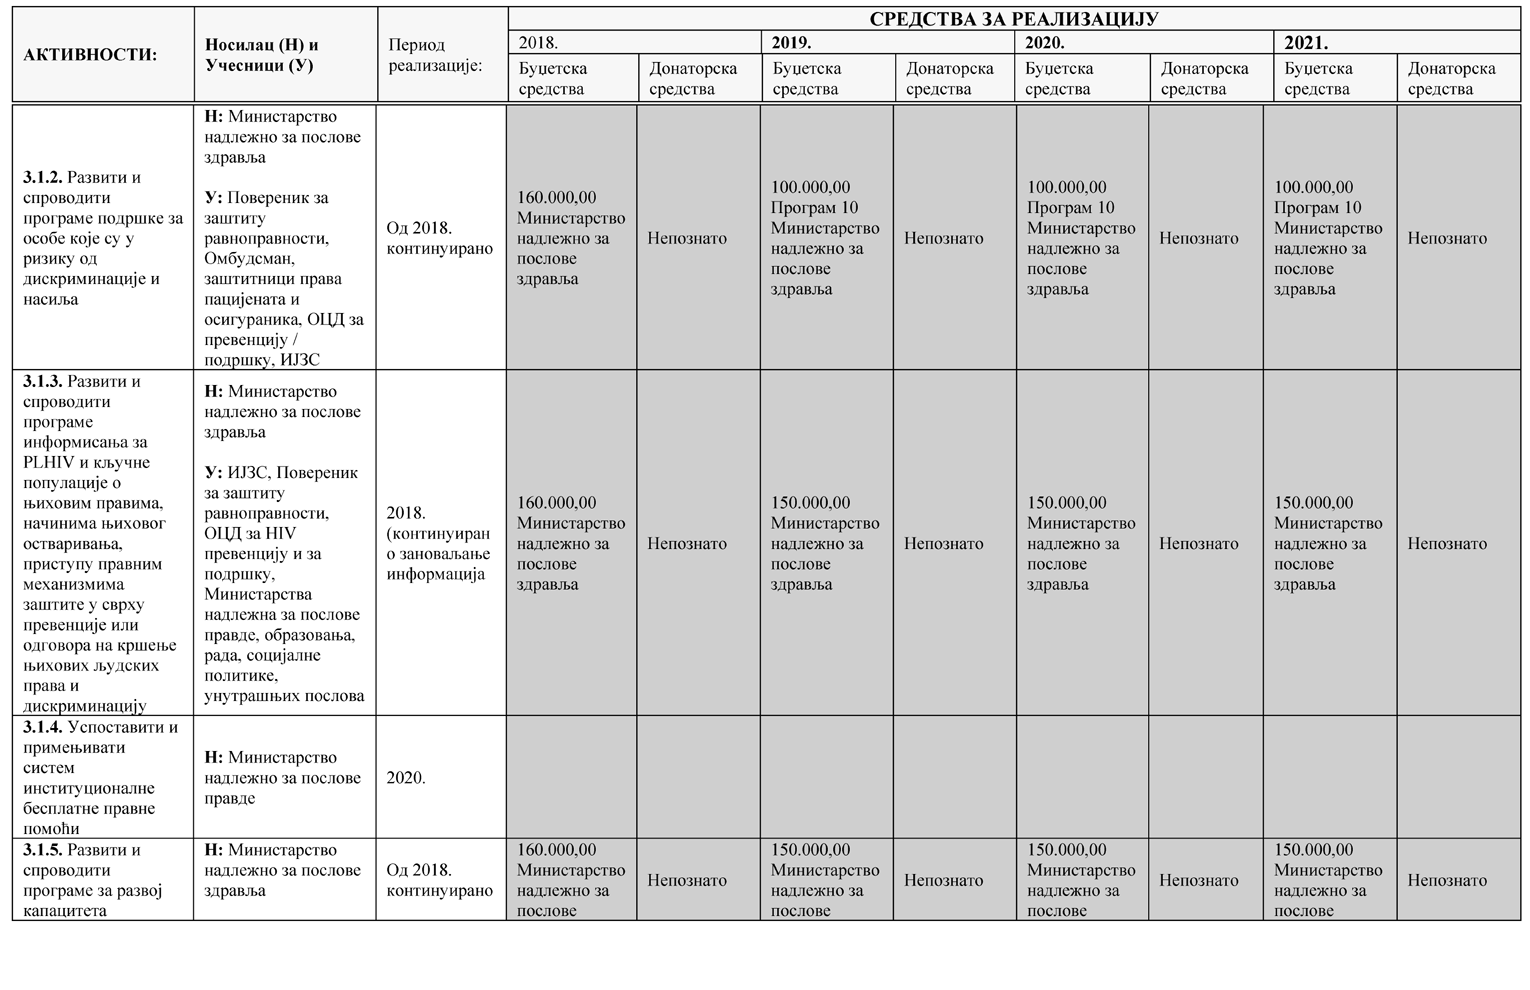 АКТИВНОСТИ:
Носилац (Н) и
Учесници (У)
Период
реализације:
СРЕДСТВА ЗА РЕАЛИЗАЦИЈУ
2018.
2019.
2020.
2021.
Буџетска
средства
Донаторска
средства
Буџетска
средства
Донаторска
средства
Буџетска
средства
Донаторска
средства
Буџетска
средства
Донаторска
средства
3.1.2. Развити и
спроводити
програме подршке за
особе које су у
ризику од
дискриминације и
насиља
Н: Министарство
надлежно за послове
здравља
У: Повереник за
заштиту
равноправности,
Омбудсман,
заштитници права
пацијената и
осигураника, ОЦД за
превенцију /
подршку, ИЈЗС
Од 2018.
континуирано
160.000,00
Министарство
надлежно за
послове
здравља
Непознато
100.000,00
Програм 10
Министарство
надлежно за
послове
здравља
Непознато
100.000,00
Програм 10
Министарство
надлежно за
послове
здравља
Непознато
100.000,00
Програм 10
Министарство
надлежно за
послове
здравља
Непознато
3.1.3. Развити и
спроводити
програме
информисања за
PLHIV и кључне
популације о
њиховим правима,
начинима њиховог
остваривања,
приступу правним
механизмима
заштите у сврху
превенције или
одговора на кршење
њихових људских
права и
дискриминацију
Н: Министарство
надлежно за послове
здравља
У: ИЈЗС, Повереник
за заштиту
равноправности,
ОЦД за HIV
превенцију и за
подршку,
Министарства
надлежна за послове
правде, образовања,
рада, социјалне
политике,
унутрашњих послова
2018.
(континуиран
о зановаљање
информација
160.000,00
Министарство
надлежно за
послове
здравља
Непознато
150.000,00
Министарство
надлежно за
послове
здравља
Непознато
150.000,00
Министарство
надлежно за
послове
здравља
Непознато
150.000,00
Министарство
надлежно за
послове
здравља
Непознато
3.1.4. Успоставити и
примењивати
систем
институционалне
бесплатне правне
помоћи
Н: Министарство
надлежно за послове
правде
2020.
3.1.5. Развити и
спроводити
програме за развој
капацитета
Н: Министарство
надлежно за послове
здравља
Од 2018.
континуирано
160.000,00
Министарство
надлежно за
послове
Непознато
150.000,00
Министарство
надлежно за
послове
Непознато
150.000,00
Министарство
надлежно за
послове
Непознато
150.000,00
Министарство
надлежно за
послове
Непознато